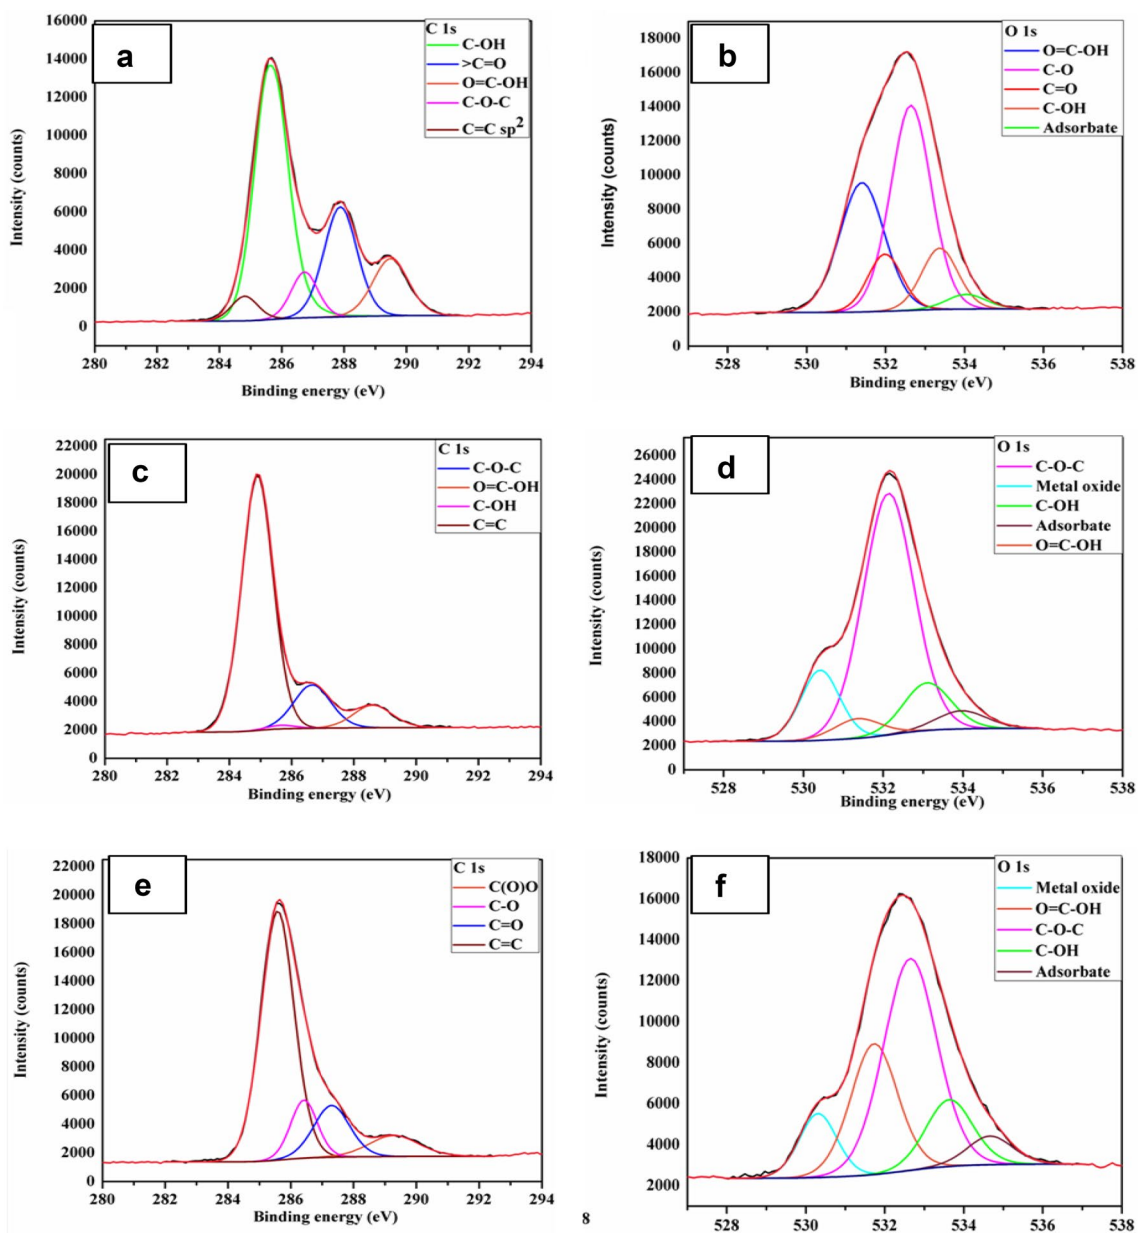 a
C 1s
C-OH
>C=O
O=C-OH
C-O-C
C=C sp2
16000
14000
12000
10000
8000
6000
4000
2000
0
Intensity (counts)
280 282 284 286 288 290 292 294
Binding energy (eV)
b
O 1s
O=C-OH
C-O
C=O
C-OH
Adsorbate
18000
16000
14000
12000
10000
8000
6000
4000
2000
0
Intensity (counts)
528 530 532 534 536 538
Binding energy (eV)
c
C 1s
C-O-C
O=C-OH
C-OH
C=C
22000
20000
18000
16000
14000
12000
10000
8000
6000
4000
2000
0
Intensity (counts)
280 282 284 286 288 290 292 294
Binding energy (eV)
d
O 1s
C-O-C
Metal oxide
C-OH
Adsorbate
O=C-OH
26000
24000
22000
20000
18000
16000
14000
12000
10000
8000
6000
4000
2000
0
Intensity (counts)
528 530 532 534 536 538
Binding energy (eV)
e
C 1s
C(O)O
C-O
C=O
C=C
22000
20000
18000
16000
14000
12000
10000
8000
6000
4000
2000
0
Intensity (counts)
280 282 284 286 288 290 292 294
Binding energy (eV)
f
O 1s
Metal oxide
O=C-OH
C-O-C
C-OH
Adsorbate
18000
16000
14000
12000
10000
8000
6000
4000
2000
Intensity (counts)
528 530 532 534 536 538
Binding energy (eV)
8